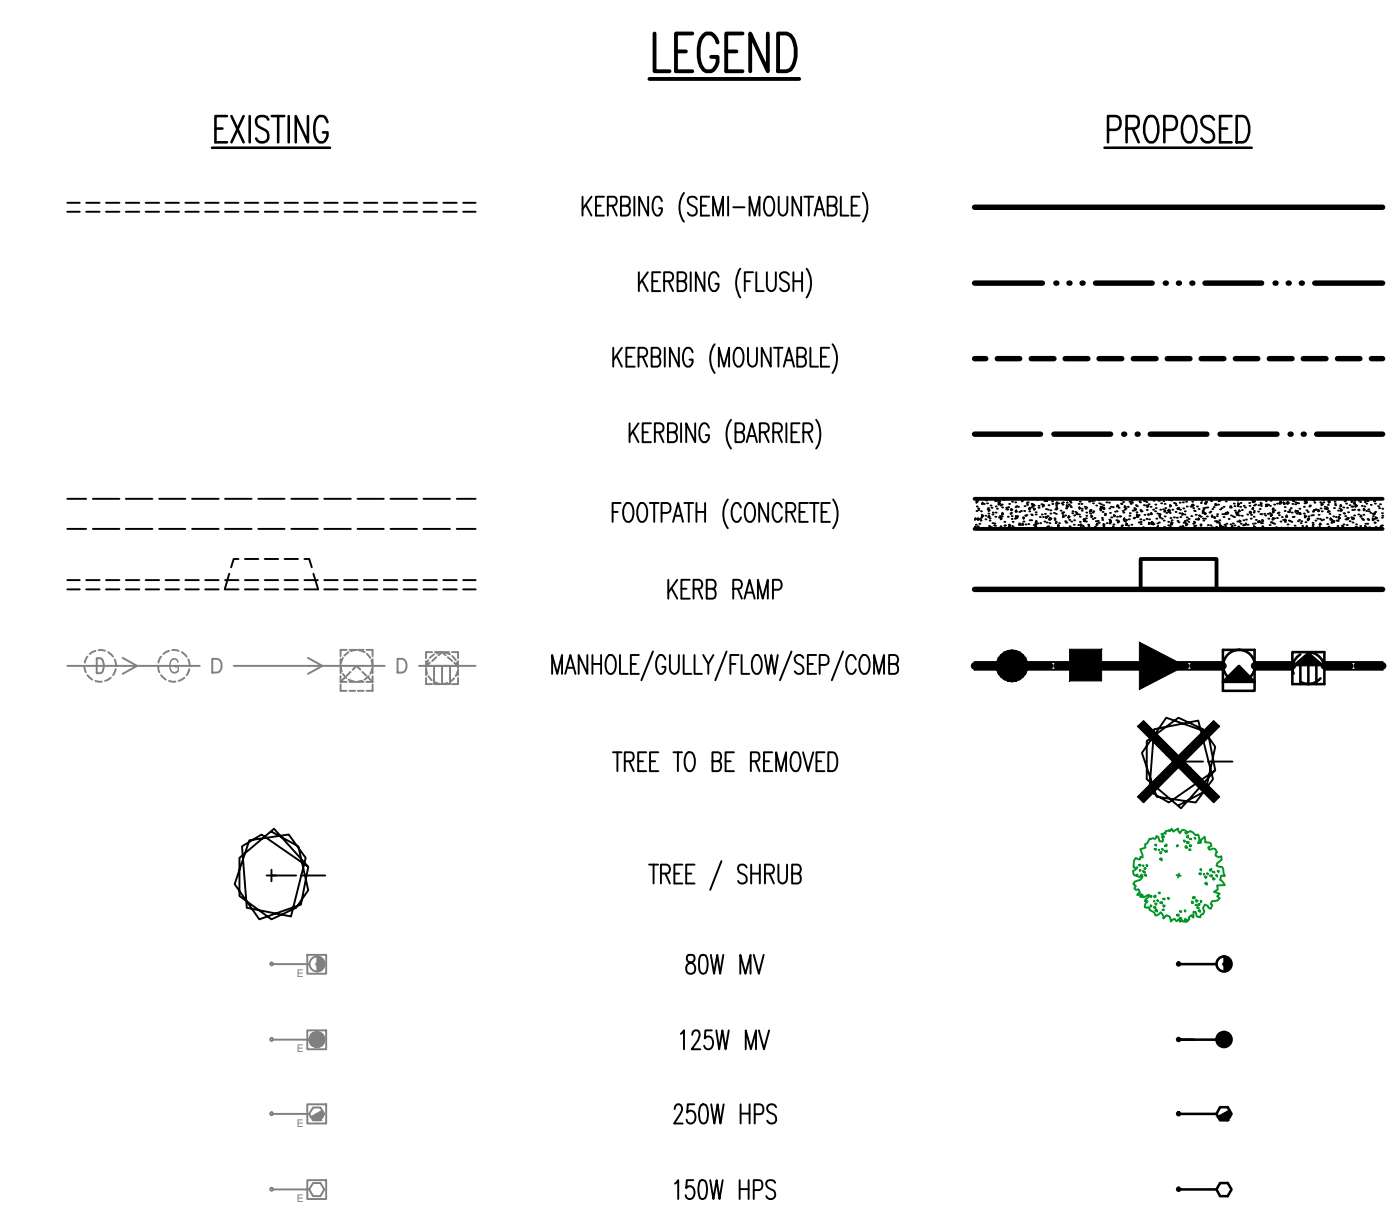 LEGEND
EXISTING PROPOSED
KERBING (SEMI-MOUNTABLE)
KERBING (FLUSH)
KERBING (MOUNTABLE)
KERBING (BARRIER)
FOOTPATH (CONCRETE)
KERB RAMP
D G D D MANHOLE/GULLY/FLOW/SEP/COMB
TREE TO BE REMOVED
TREE / SHRUB
E 80W MV
E 125W MV
E 250W HPS
E 150W HPS